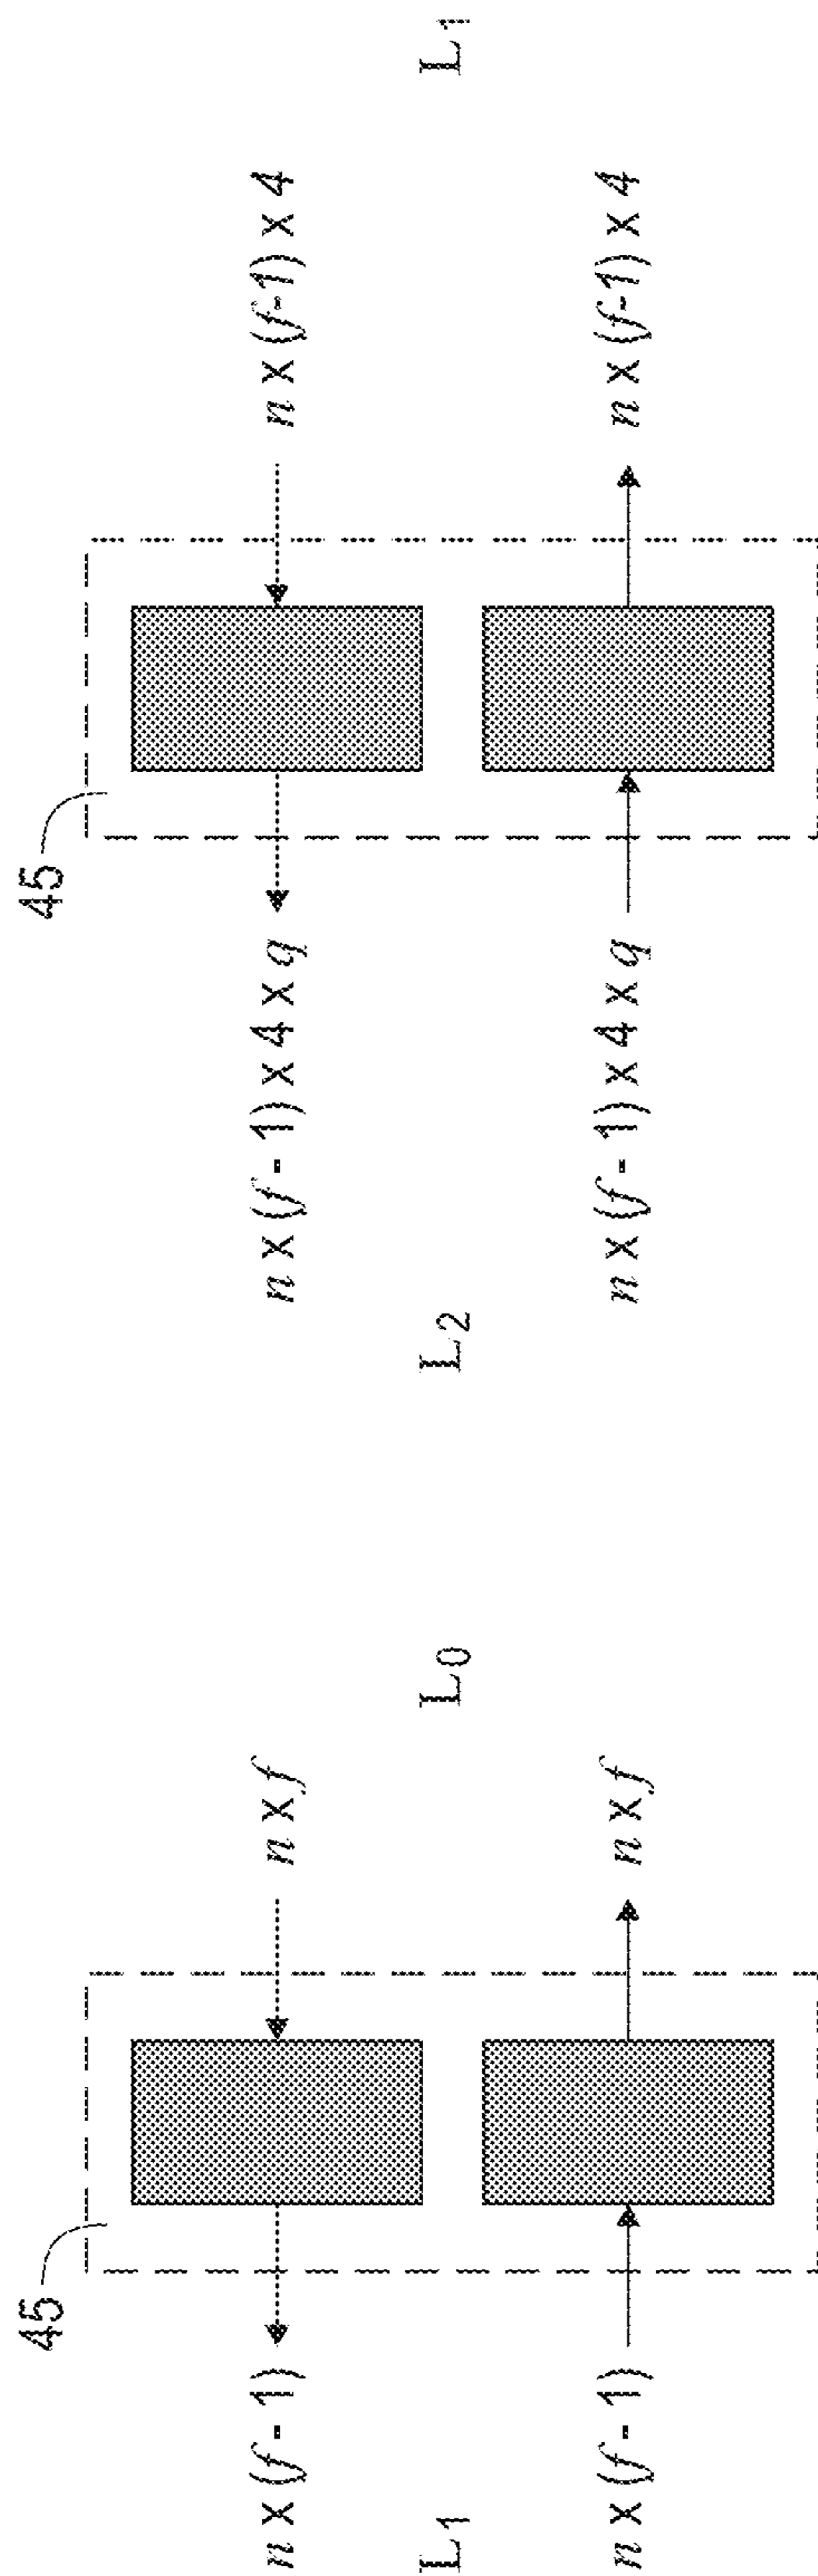 45
n x (f - 1)
n x f
L₁
L₀
n x (f - 1)
n x f
45
n x (f - 1) x 4 x q
n x (f-1) x 4
L₂
L₁
n x (f - 1) x 4 x q
n x (f-1) x 4